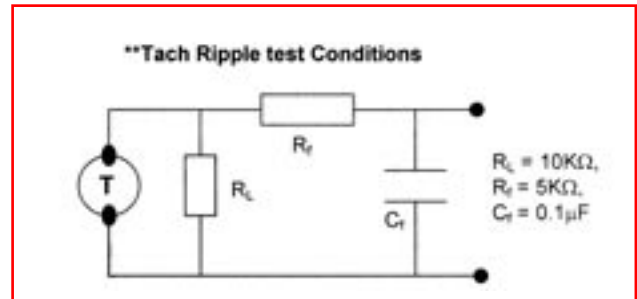 **Tach Ripple test Conditions
R_f
T
R_L
C_f
R_L = 10KΩ,
R_f = 5KΩ,
C_f = 0.1μF